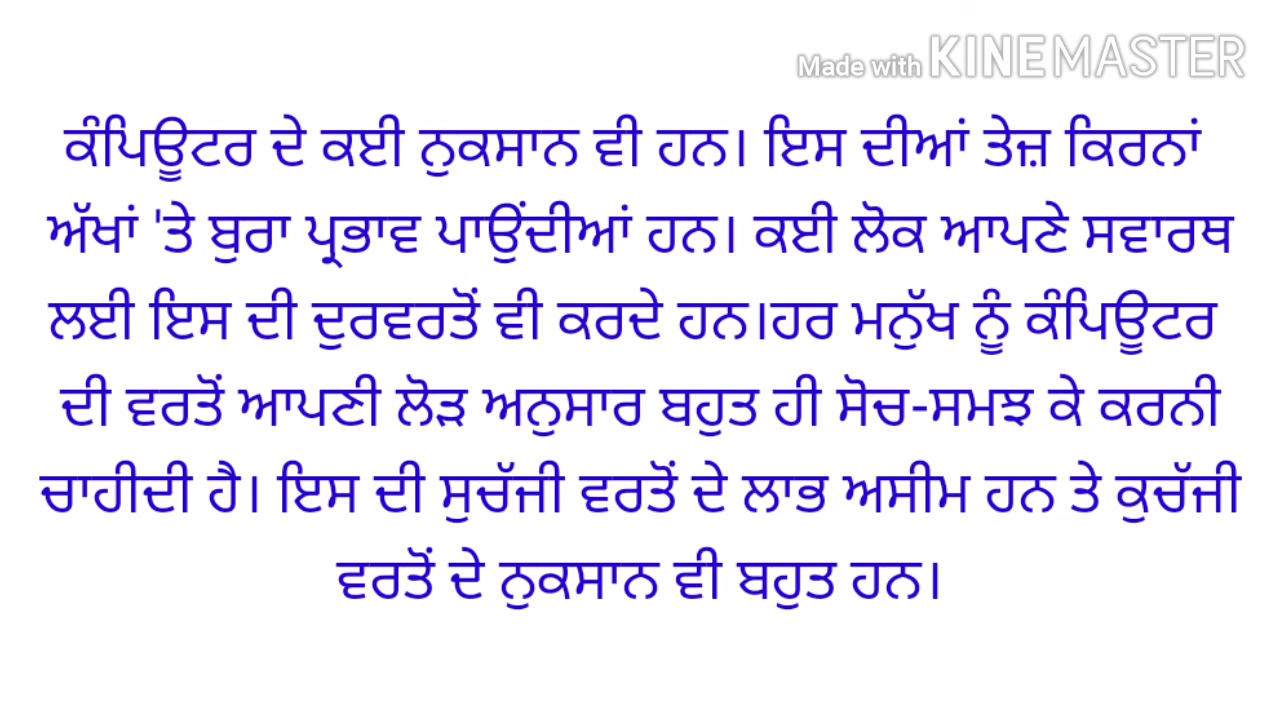 Made with KINEMASTER
ਕੰਪਿਊਟਰ ਦੇ ਕਈ ਨੁਕਸਾਨ ਵੀ ਹਨ। ਇਸ ਦੀਆਂ ਤੇਜ਼ ਕਿਰਨਾਂ
ਅੱਖਾਂ 'ਤੇ ਬੁਰਾ ਪ੍ਰਭਾਵ ਪਾਉਂਦੀਆਂ ਹਨ। ਕਈ ਲੋਕ ਆਪਣੇ ਸਵਾਰਥ
ਲਈ ਇਸ ਦੀ ਦੁਰਵਰਤੋਂ ਵੀ ਕਰਦੇ ਹਨ।ਹਰ ਮਨੁੱਖ ਨੂੰ ਕੰਪਿਊਟਰ
ਦੀ ਵਰਤੋਂ ਆਪਣੀ ਲੋੜ ਅਨੁਸਾਰ ਬਹੁਤ ਹੀ ਸੋਚ-ਸਮਝ ਕੇ ਕਰਨੀ
ਚਾਹੀਦੀ ਹੈ। ਇਸ ਦੀ ਸੁਚੱਜੀ ਵਰਤੋਂ ਦੇ ਲਾਭ ਅਸੀਮ ਹਨ ਤੇ ਕੁਚੱਜੀ
ਵਰਤੋਂ ਦੇ ਨੁਕਸਾਨ ਵੀ ਬਹੁਤ ਹਨ।